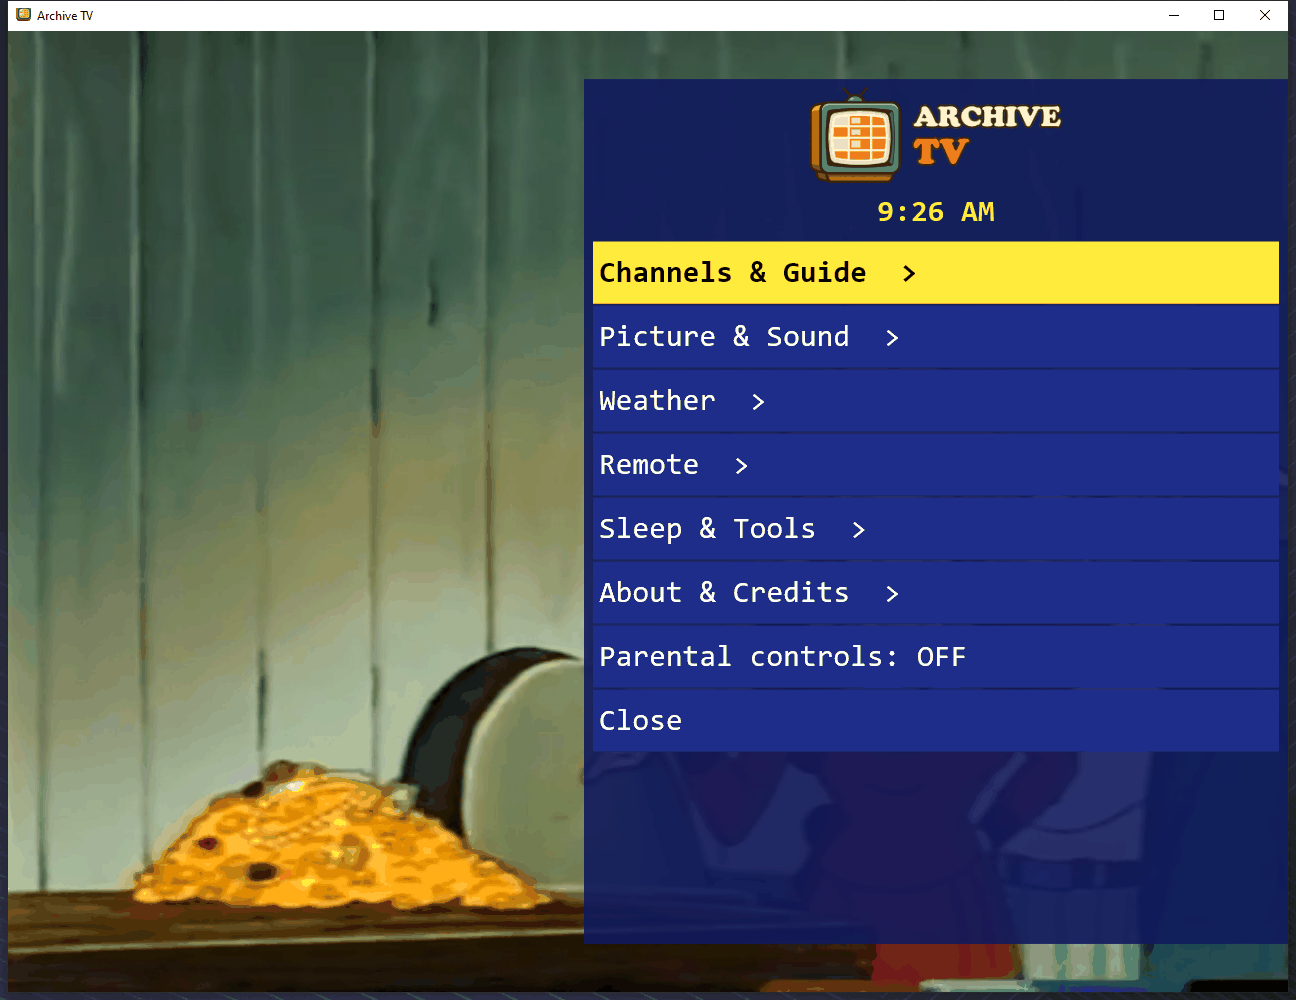 Archive TV
ARCHIVE
TV
9:26 AM
Channels & Guide >
Picture & Sound >
Weather >
Remote >
Sleep & Tools >
About & Credits >
Parental controls: OFF
Close